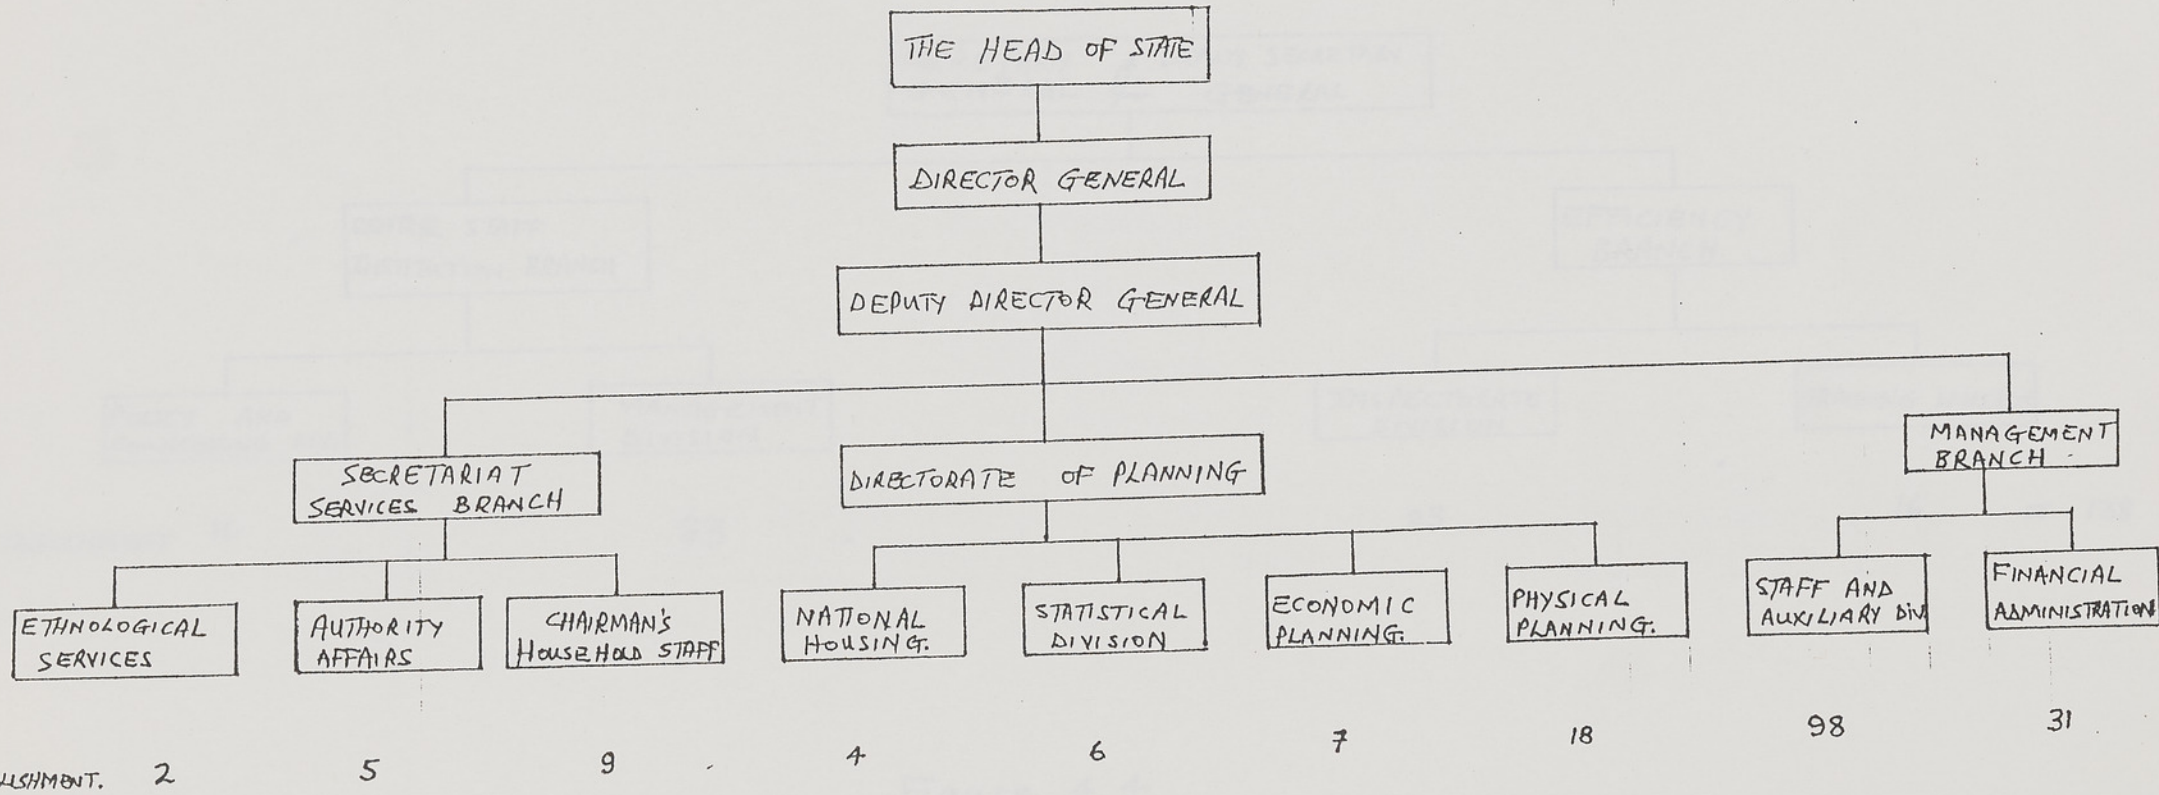 THE HEAD OF STATE
DIRECTOR GENERAL
DEPUTY DIRECTOR GENERAL
SECRETARIAT
SERVICES BRANCH
DIRECTORATE OF PLANNING
MANAGEMENT
BRANCH
ETHNOLOGICAL
SERVICES
AUTHORITY
AFFAIRS
CHAIRMAN'S
HOUSEHOLD STAFF
NATIONAL
HOUSING.
STATISTICAL
DIVISION
ECONOMIC
PLANNING.
PHYSICAL
PLANNING.
STAFF AND
AUXILIARY DIV
FINANCIAL
ADMINISTRATION
2 5 9 4 6 7 18 98 31